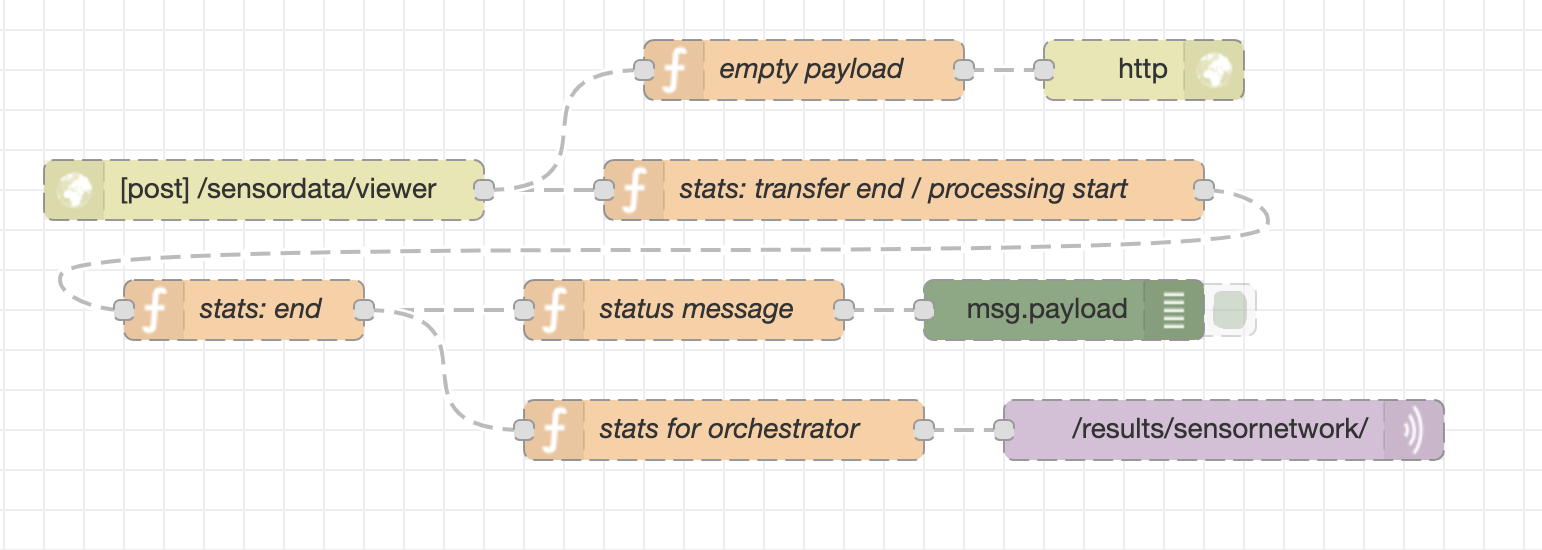 empty payload
http
[post] /sensordata/viewer
stats: transfer end / processing start
stats: end
status message
msg.payload
stats for orchestrator
/results/sensornetwork/